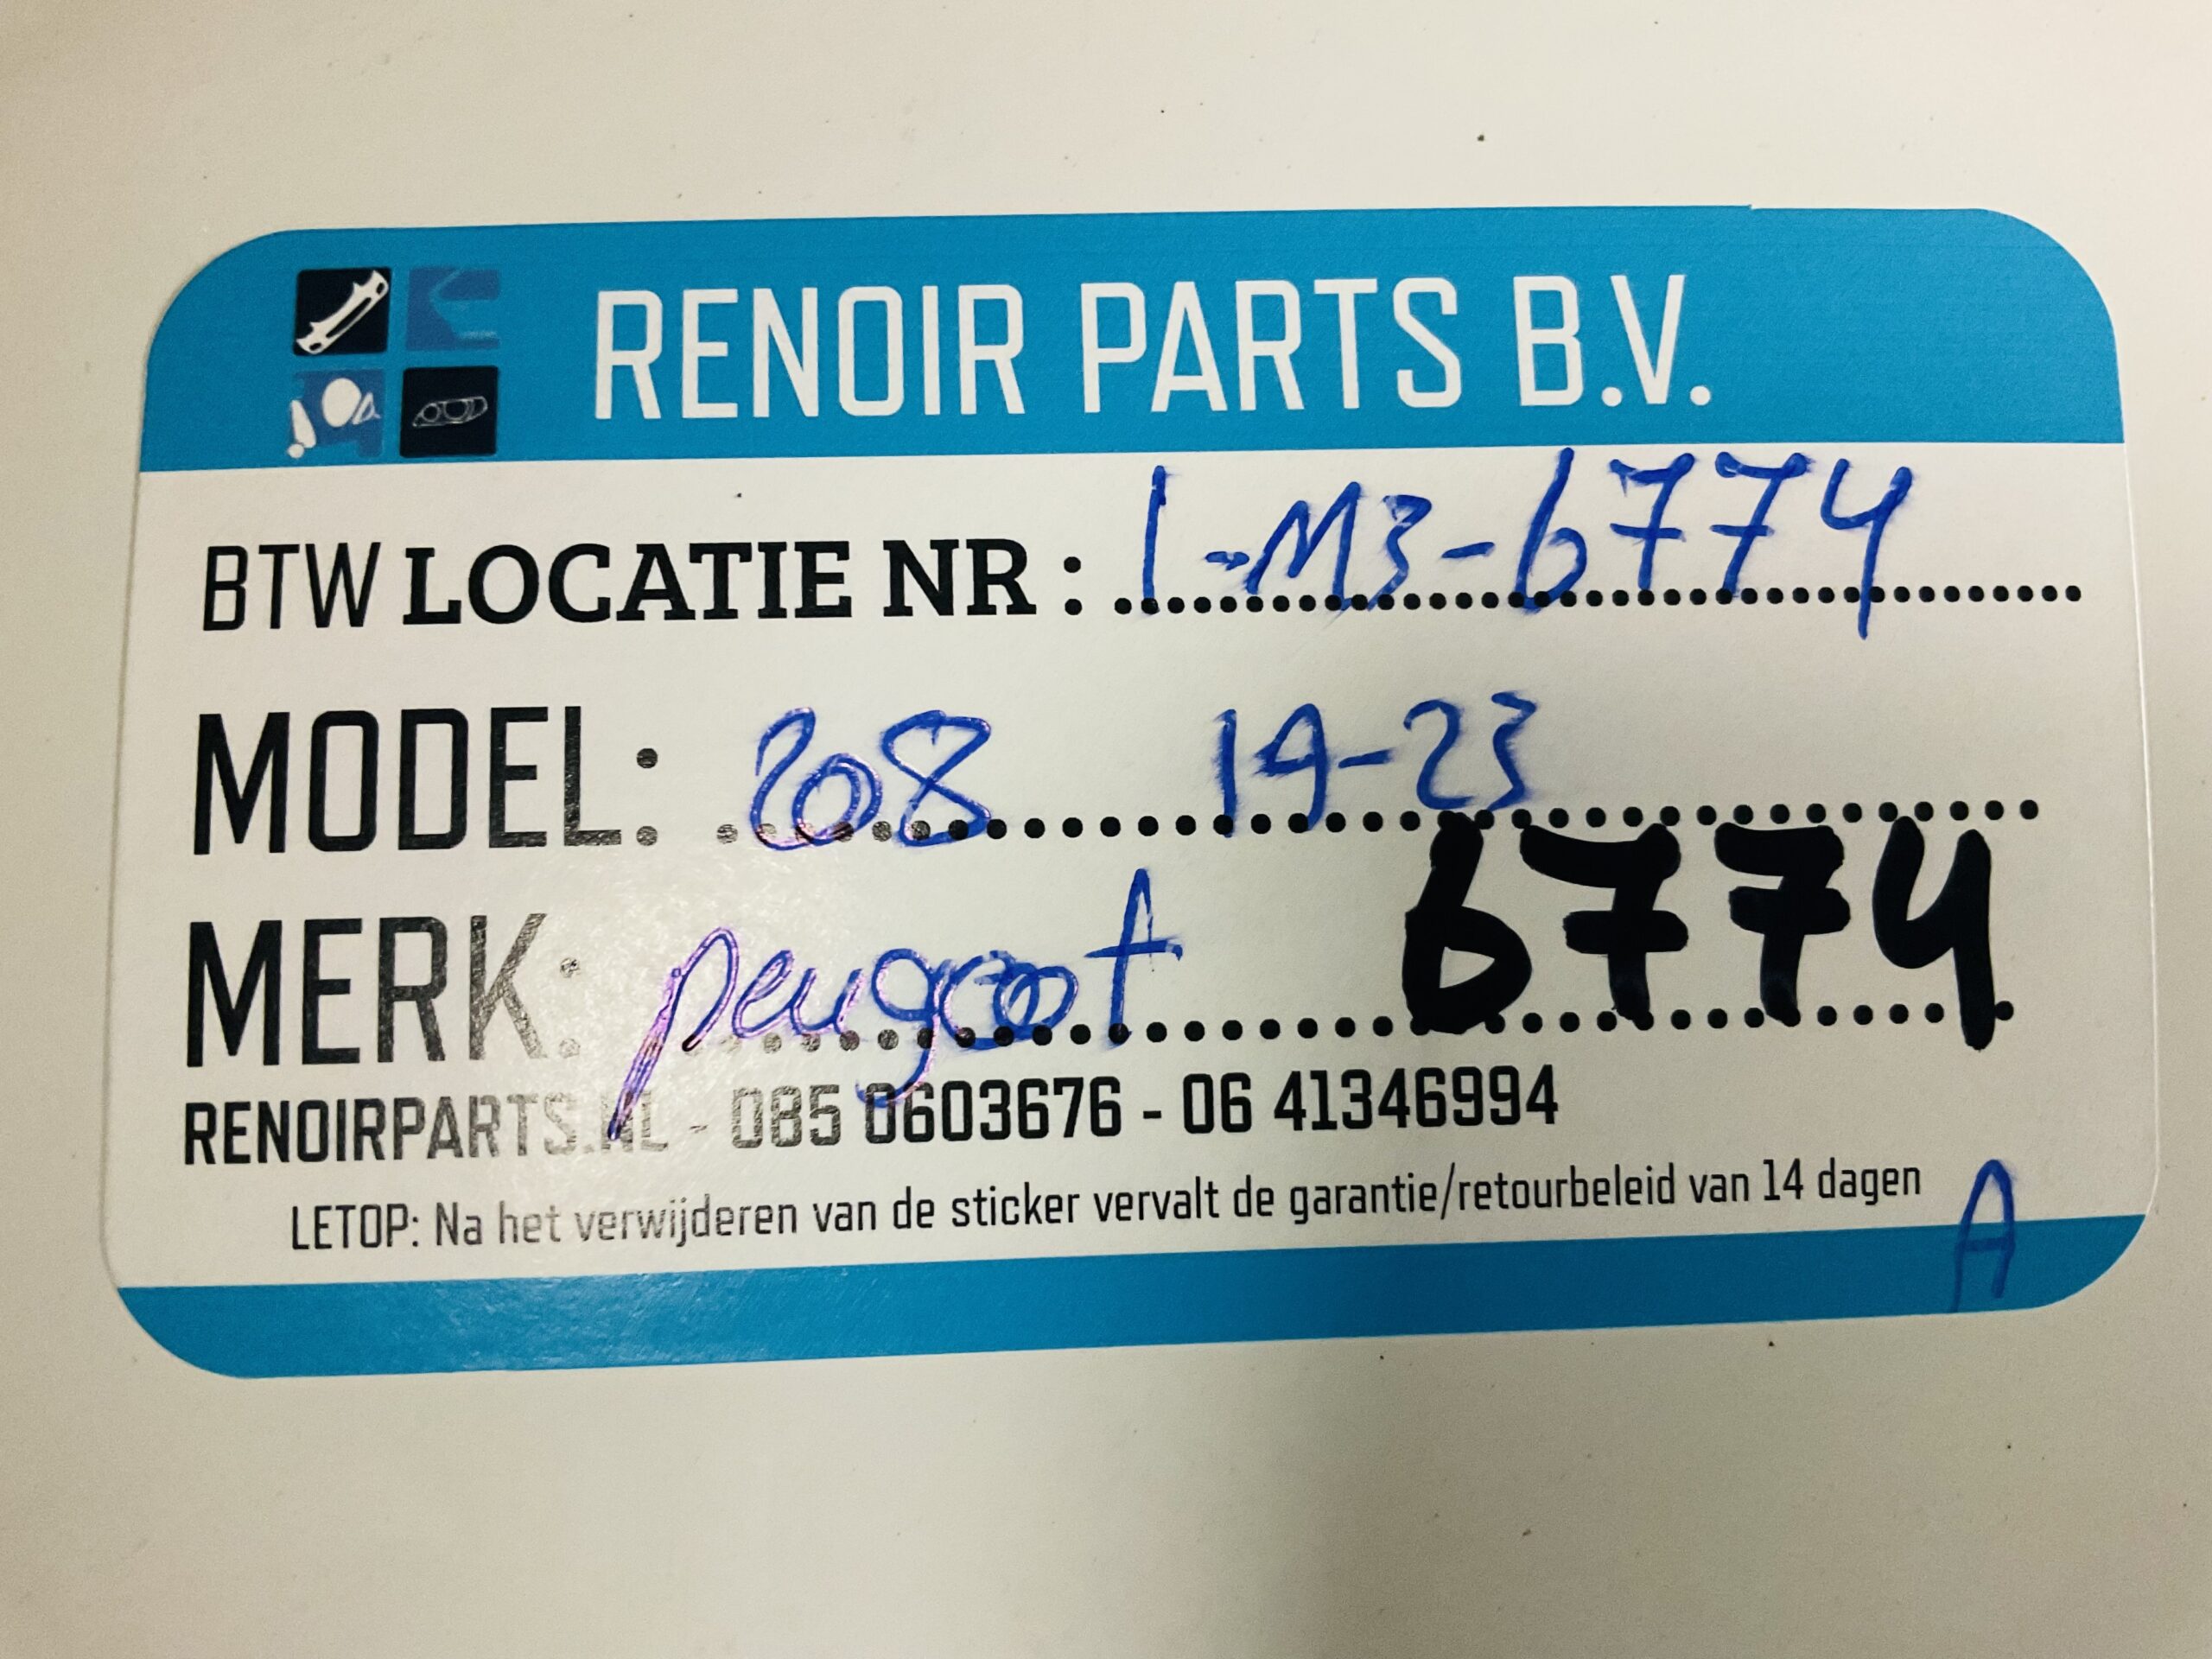 RENOIR PARTS B.V.
BTW LOCATIE NR : 1-M3-6774
MODEL: 208 19-23
MERK: peugeot 6774
RENOIRPARTS.NL - 085 0603676 - 06 41346994
LETOP: Na het verwijderen van de sticker vervalt de garantie/retourbeleid van 14 dagen
A